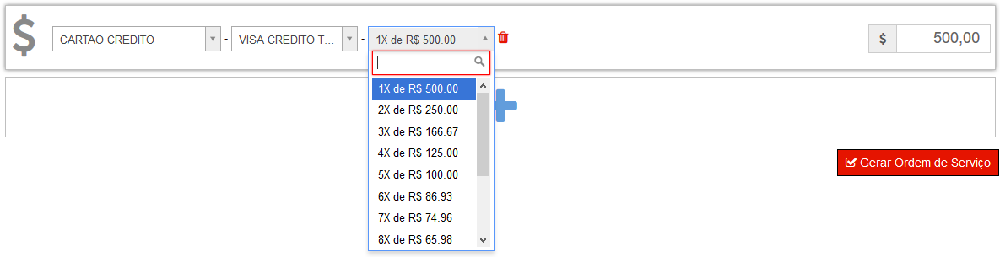 $ CARTAO CREDITO - VISA CREDITO T... - 1X de R$ 500.00 $ 500,00
1X de R$ 500.00
2X de R$ 250.00
3X de R$ 166.67
4X de R$ 125.00
5X de R$ 100.00
6X de R$ 86.93
7X de R$ 74.96
8X de R$ 65.98
Gerar Ordem de Serviço